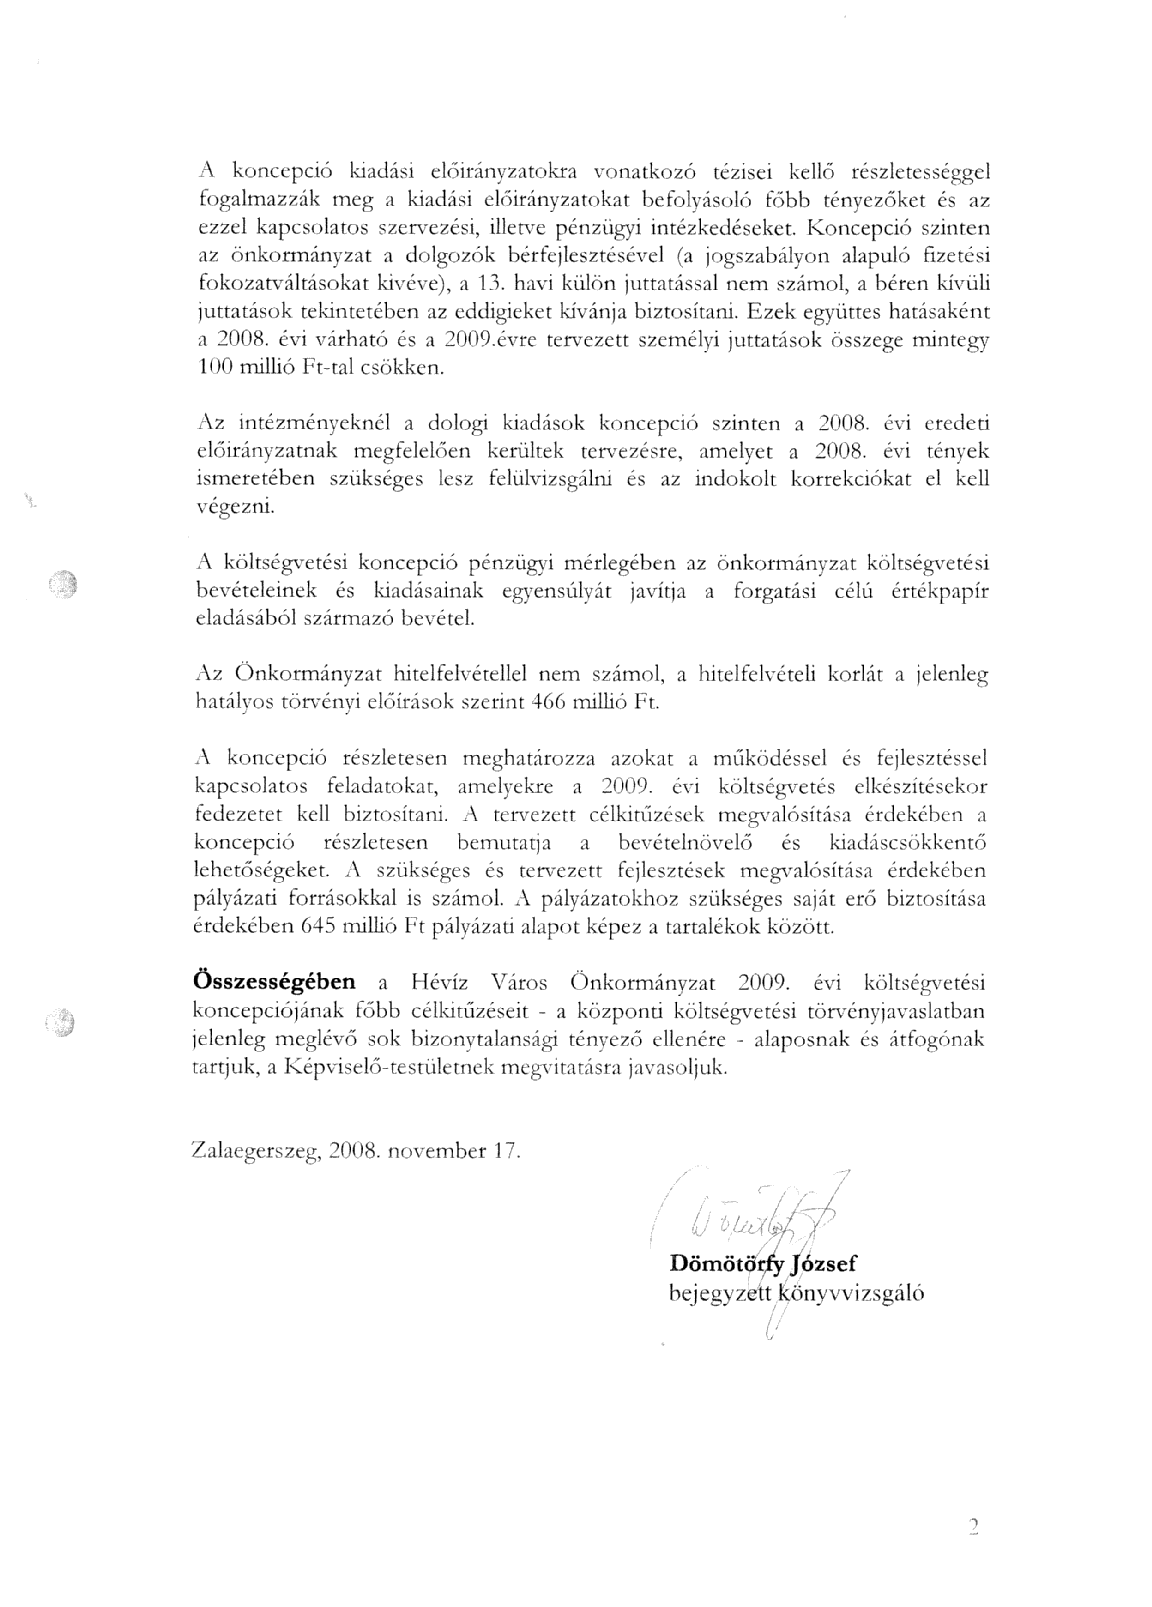 A koncepció kiadási előirányzatokra vonatkozó tézisei kellő részletességgel
fogalmazzák meg a kiadási előirányzatokat befolyásoló főbb tényezőket és az
ezzel kapcsolatos szervezési, illetve pénzügyi intézkedéseket. Koncepció szinten
az önkormányzat a dolgozók bérfejlesztésével (a jogszabályon alapuló fizetési
fokozatváltásokat kivéve), a 13. havi külön juttatással nem számol, a béren kívüli
juttatások tekintetében az eddigieket kívánja biztosítani. Ezek együttes hatásaként
a 2008. évi várható és a 2009.évre tervezett személyi juttatások összege mintegy
100 millió Ft-tal csökken.
Az intézményeknél a dologi kiadások koncepció szinten a 2008. évi eredeti
előirányzatnak megfelelően kerültek tervezésre, amelyet a 2008. évi tények
ismeretében szükséges lesz felülvizsgálni és az indokolt korrekciókat el kell
végezni.
A költségvetési koncepció pénzügyi mérlegében az önkormányzat költségvetési
bevételeinek és kiadásainak egyensúlyát javítja a forgatási célú értékpapír
eladásából származó bevétel.
Az Önkormányzat hitelfelvétellel nem számol, a hitelfelvételi korlát a jelenleg
hatályos törvényi előírások szerint 466 millió Ft.
A koncepció részletesen meghatározza azokat a működéssel és fejlesztéssel
kapcsolatos feladatokat, amelyekre a 2009. évi költségvetés elkészítésekor
fedezetet kell biztosítani. A tervezett célkitűzések megvalósítása érdekében a
koncepció részletesen bemutatja a bevételnövelő és kiadáscsökkentő
lehetőségeket. A szükséges és tervezett fejlesztések megvalósítása érdekében
pályázati forrásokkal is számol. A pályázatokhoz szükséges saját erő biztosítása
érdekében 645 millió Ft pályázati alapot képez a tartalékok között.
Összességében a Hévíz Város Önkormányzat 2009. évi költségvetési
koncepciójának főbb célkitűzéseit - a központi költségvetési törvényjavaslatban
jelenleg meglévő sok bizonytalansági tényező ellenére - alaposnak és átfogónak
tartjuk, a Képviselő-testületnek megvitatásra javasoljuk.
Zalaegerszeg, 2008. november 17.
Dömötörfy József
bejegyzett könyvvizsgáló
2